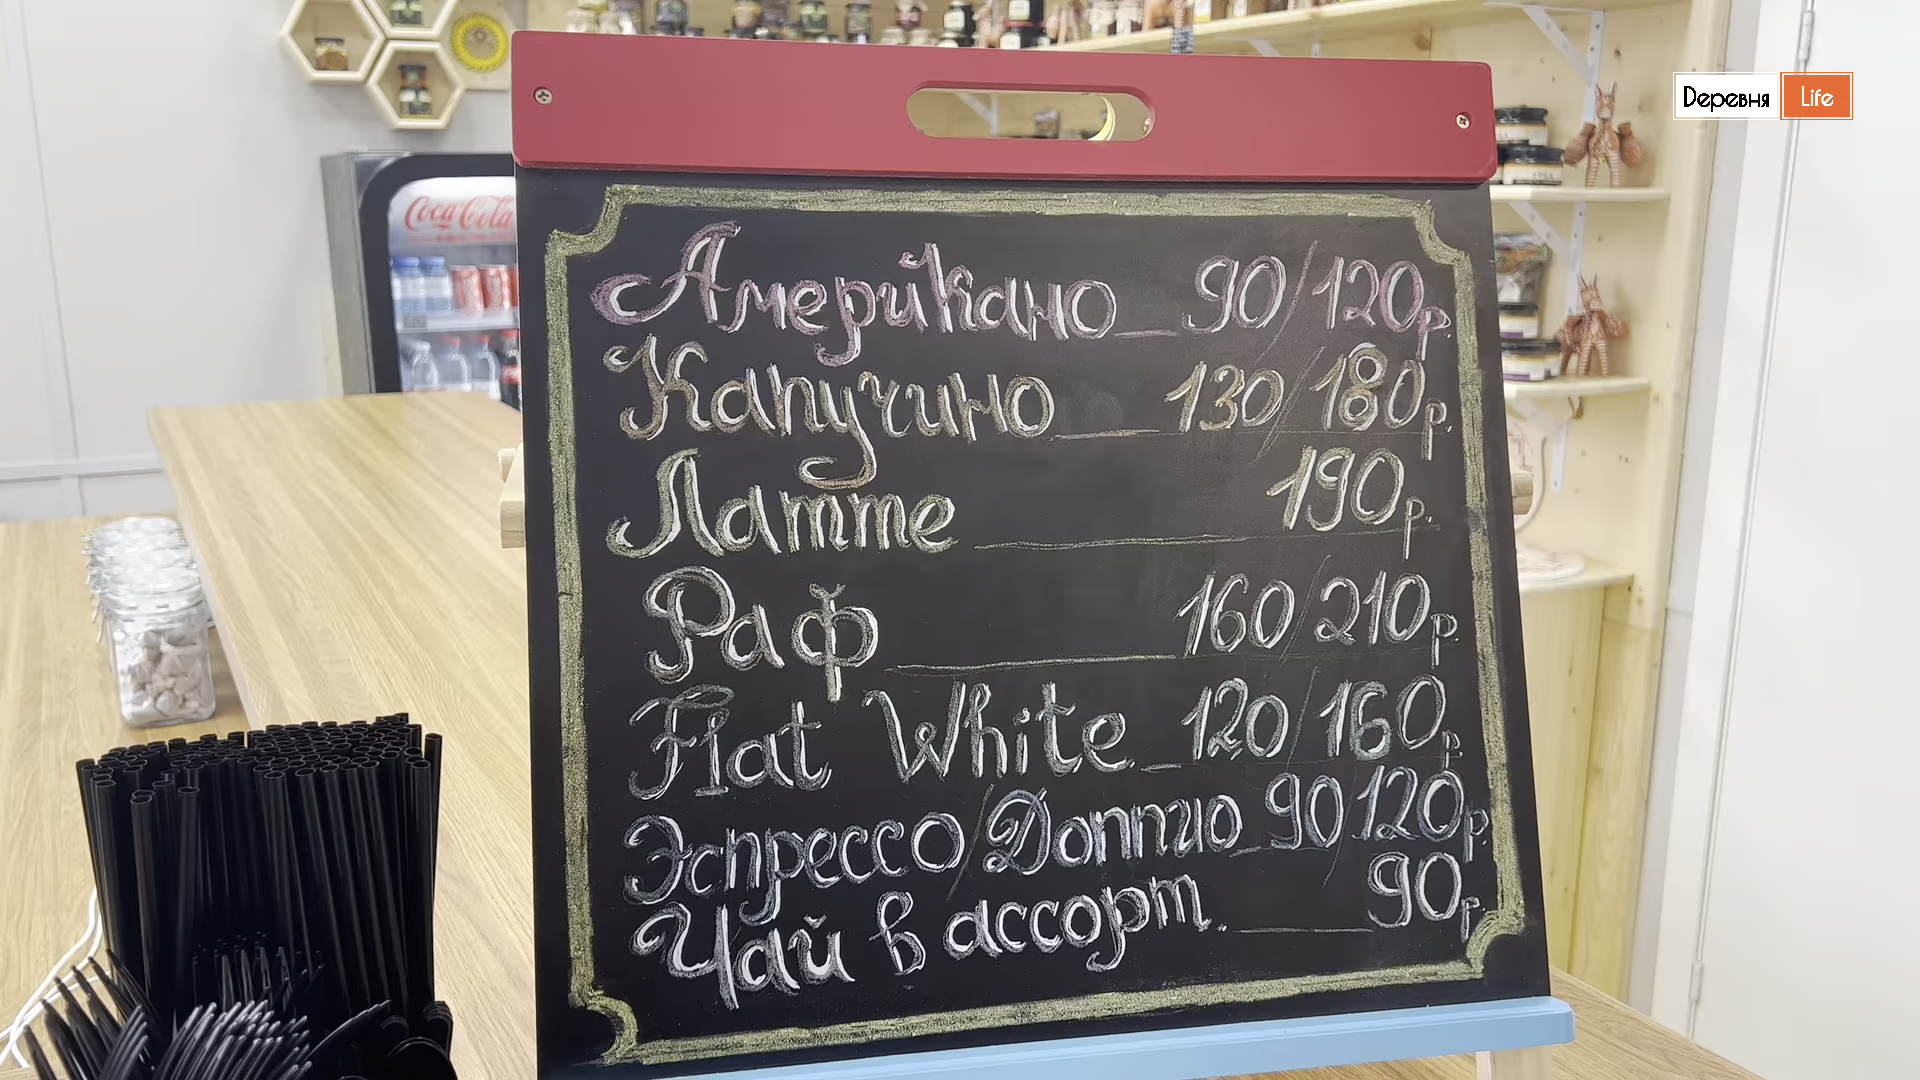 Деревня Life
Coca-Cola
Американо 90/120р.
Капучино 130/180р.
Латте 190р.
Раф 160/210р.
Flat White 120/160р.
Эспрессо/Доппио 90/120р.
Чай в ассорт. 90р.